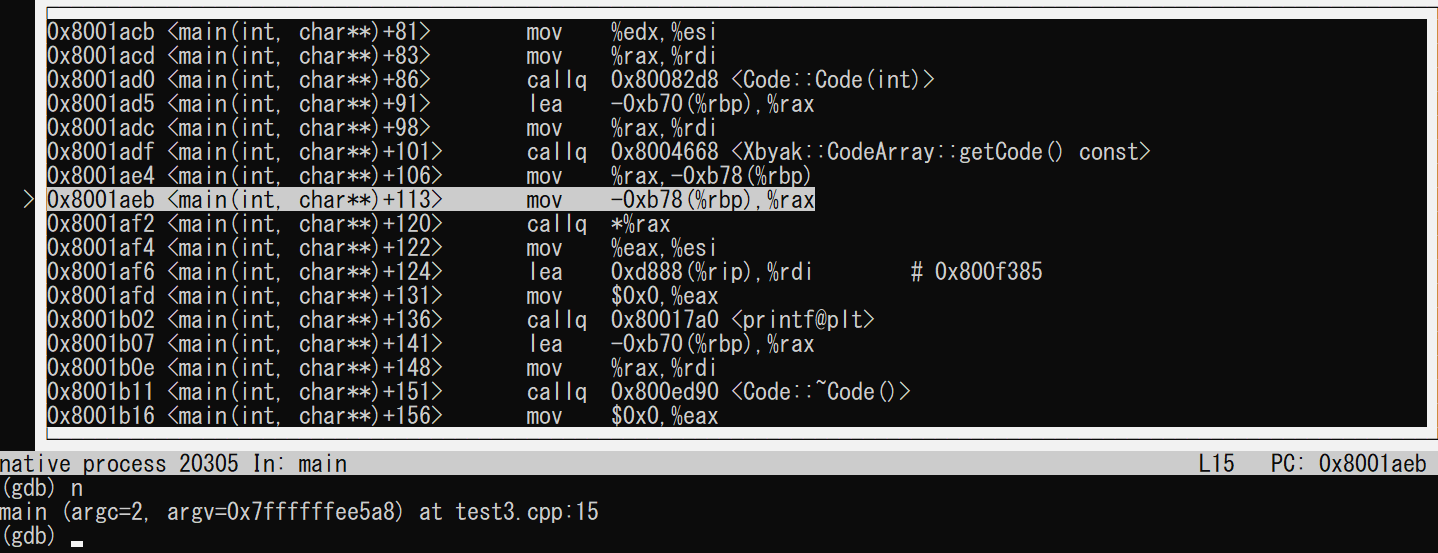 0x8001acb <main(int, char**)+81> mov %edx,%esi
0x8001acd <main(int, char**)+83> mov %rax,%rdi
0x8001ad0 <main(int, char**)+86> callq 0x80082d8 <Code::Code(int)>
0x8001ad5 <main(int, char**)+91> lea -0xb70(%rbp),%rax
0x8001adc <main(int, char**)+98> mov %rax,%rdi
0x8001adf <main(int, char**)+101> callq 0x8004668 <Xbyak::CodeArray::getCode() const>
0x8001ae4 <main(int, char**)+106> mov %rax,-0xb78(%rbp)
> 0x8001aeb <main(int, char**)+113> mov -0xb78(%rbp),%rax
0x8001af2 <main(int, char**)+120> callq *%rax
0x8001af4 <main(int, char**)+122> mov %eax,%esi
0x8001af6 <main(int, char**)+124> lea 0xd888(%rip),%rdi # 0x800f385
0x8001afd <main(int, char**)+131> mov $0x0,%eax
0x8001b02 <main(int, char**)+136> callq 0x80017a0 <printf@plt>
0x8001b07 <main(int, char**)+141> lea -0xb70(%rbp),%rax
0x8001b0e <main(int, char**)+148> mov %rax,%rdi
0x8001b11 <main(int, char**)+151> callq 0x800ed90 <Code::~Code()>
0x8001b16 <main(int, char**)+156> mov $0x0,%eax
native process 20305 In: main L15 PC: 0x8001aeb
(gdb) n
main (argc=2, argv=0x7ffffffee5a8) at test3.cpp:15
(gdb)